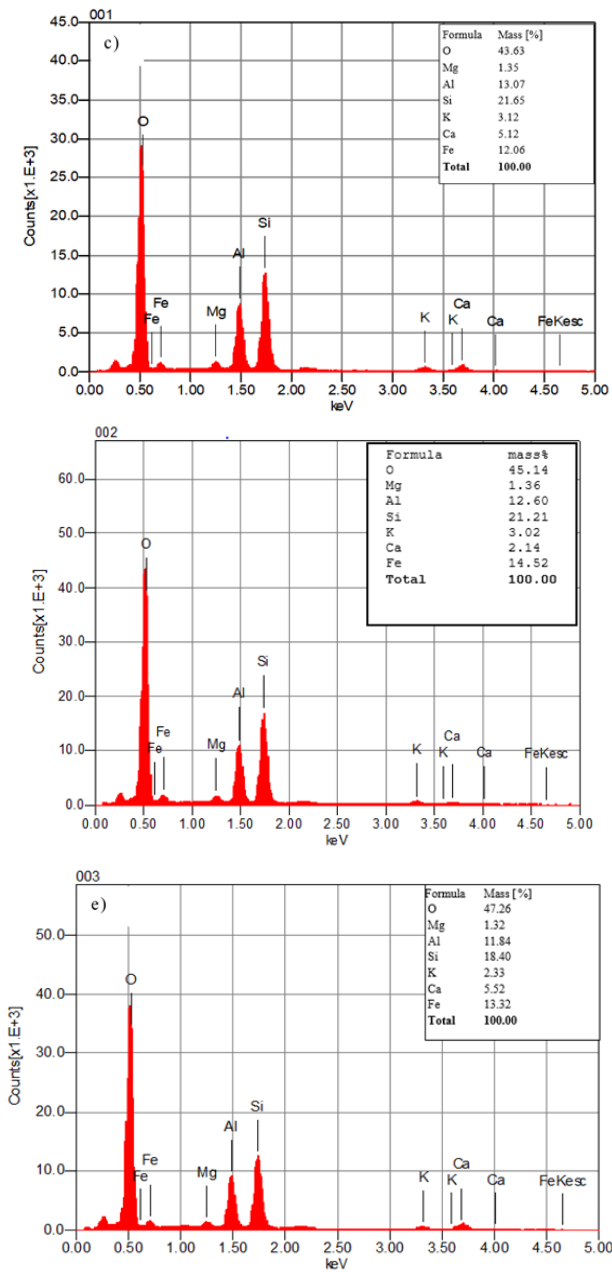 001
c)
Formula Mass [%]
O 43.63
Mg 1.35
Al 13.07
Si 21.65
K 3.12
Ca 5.12
Fe 12.06
Total 100.00
Counts[x1.E+3]
45.0
40.0
35.0
30.0
25.0
20.0
15.0
10.0
5.0
0.0
O
Fe
Fe
Mg
Al
Si
K
K
Ca
Ca
FeKesc
0.00 0.50 1.00 1.50 2.00 2.50 3.00 3.50 4.00 4.50 5.00
keV
002
Formula mass%
O 45.14
Mg 1.36
Al 12.60
Si 21.21
K 3.02
Ca 2.14
Fe 14.52
Total 100.00
Counts[x1.E+3]
60.0
50.0
40.0
30.0
20.0
10.0
0.0
O
Fe
Fe
Mg
Al
Si
K
K
Ca
Ca
FeKesc
0.00 0.50 1.00 1.50 2.00 2.50 3.00 3.50 4.00 4.50 5.00
keV
003
e)
Formula Mass [%]
O 47.26
Mg 1.32
Al 11.84
Si 18.40
K 2.33
Ca 5.52
Fe 13.32
Total 100.00
Counts[x1.E+3]
50.0
40.0
30.0
20.0
10.0
0.0
O
Fe
Fe
Mg
Al
Si
K
K
Ca
Ca
FeKesc
0.00 0.50 1.00 1.50 2.00 2.50 3.00 3.50 4.00 4.50 5.00
keV